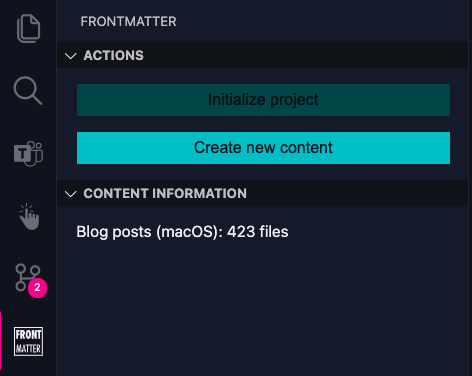 FRONTMATTER
ACTIONS
Initialize project
Create new content
CONTENT INFORMATION
Blog posts (macOS): 423 files
T
2
FRONT
MATTER